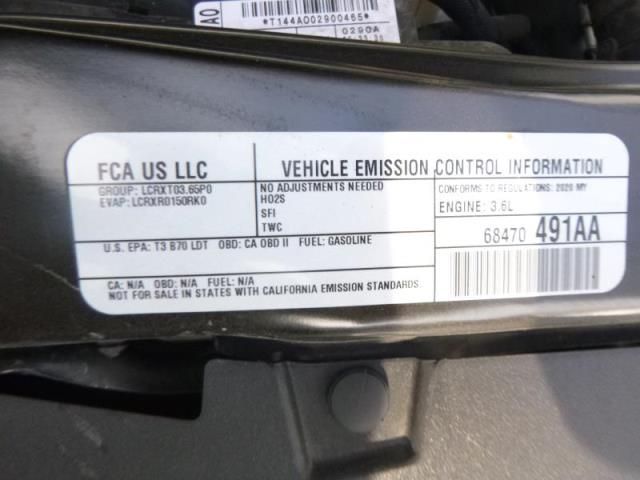 *T144A002900465*
0290A
FCA US LLC
GROUP: LCRXT03.65P0
EVAP: LCRXR0150RK0
VEHICLE EMISSION CONTROL INFORMATION
NO ADJUSTMENTS NEEDED
HO2S
SFI
TWC
CONFORMS TO REGULATIONS: 2020 MY
ENGINE: 3.6L
68470 491AA
U.S. EPA: T3 B70 LDT OBD: CA OBD II FUEL: GASOLINE
CA: N/A OBD: N/A FUEL: N/A
NOT FOR SALE IN STATES WITH CALIFORNIA EMISSION STANDARDS.